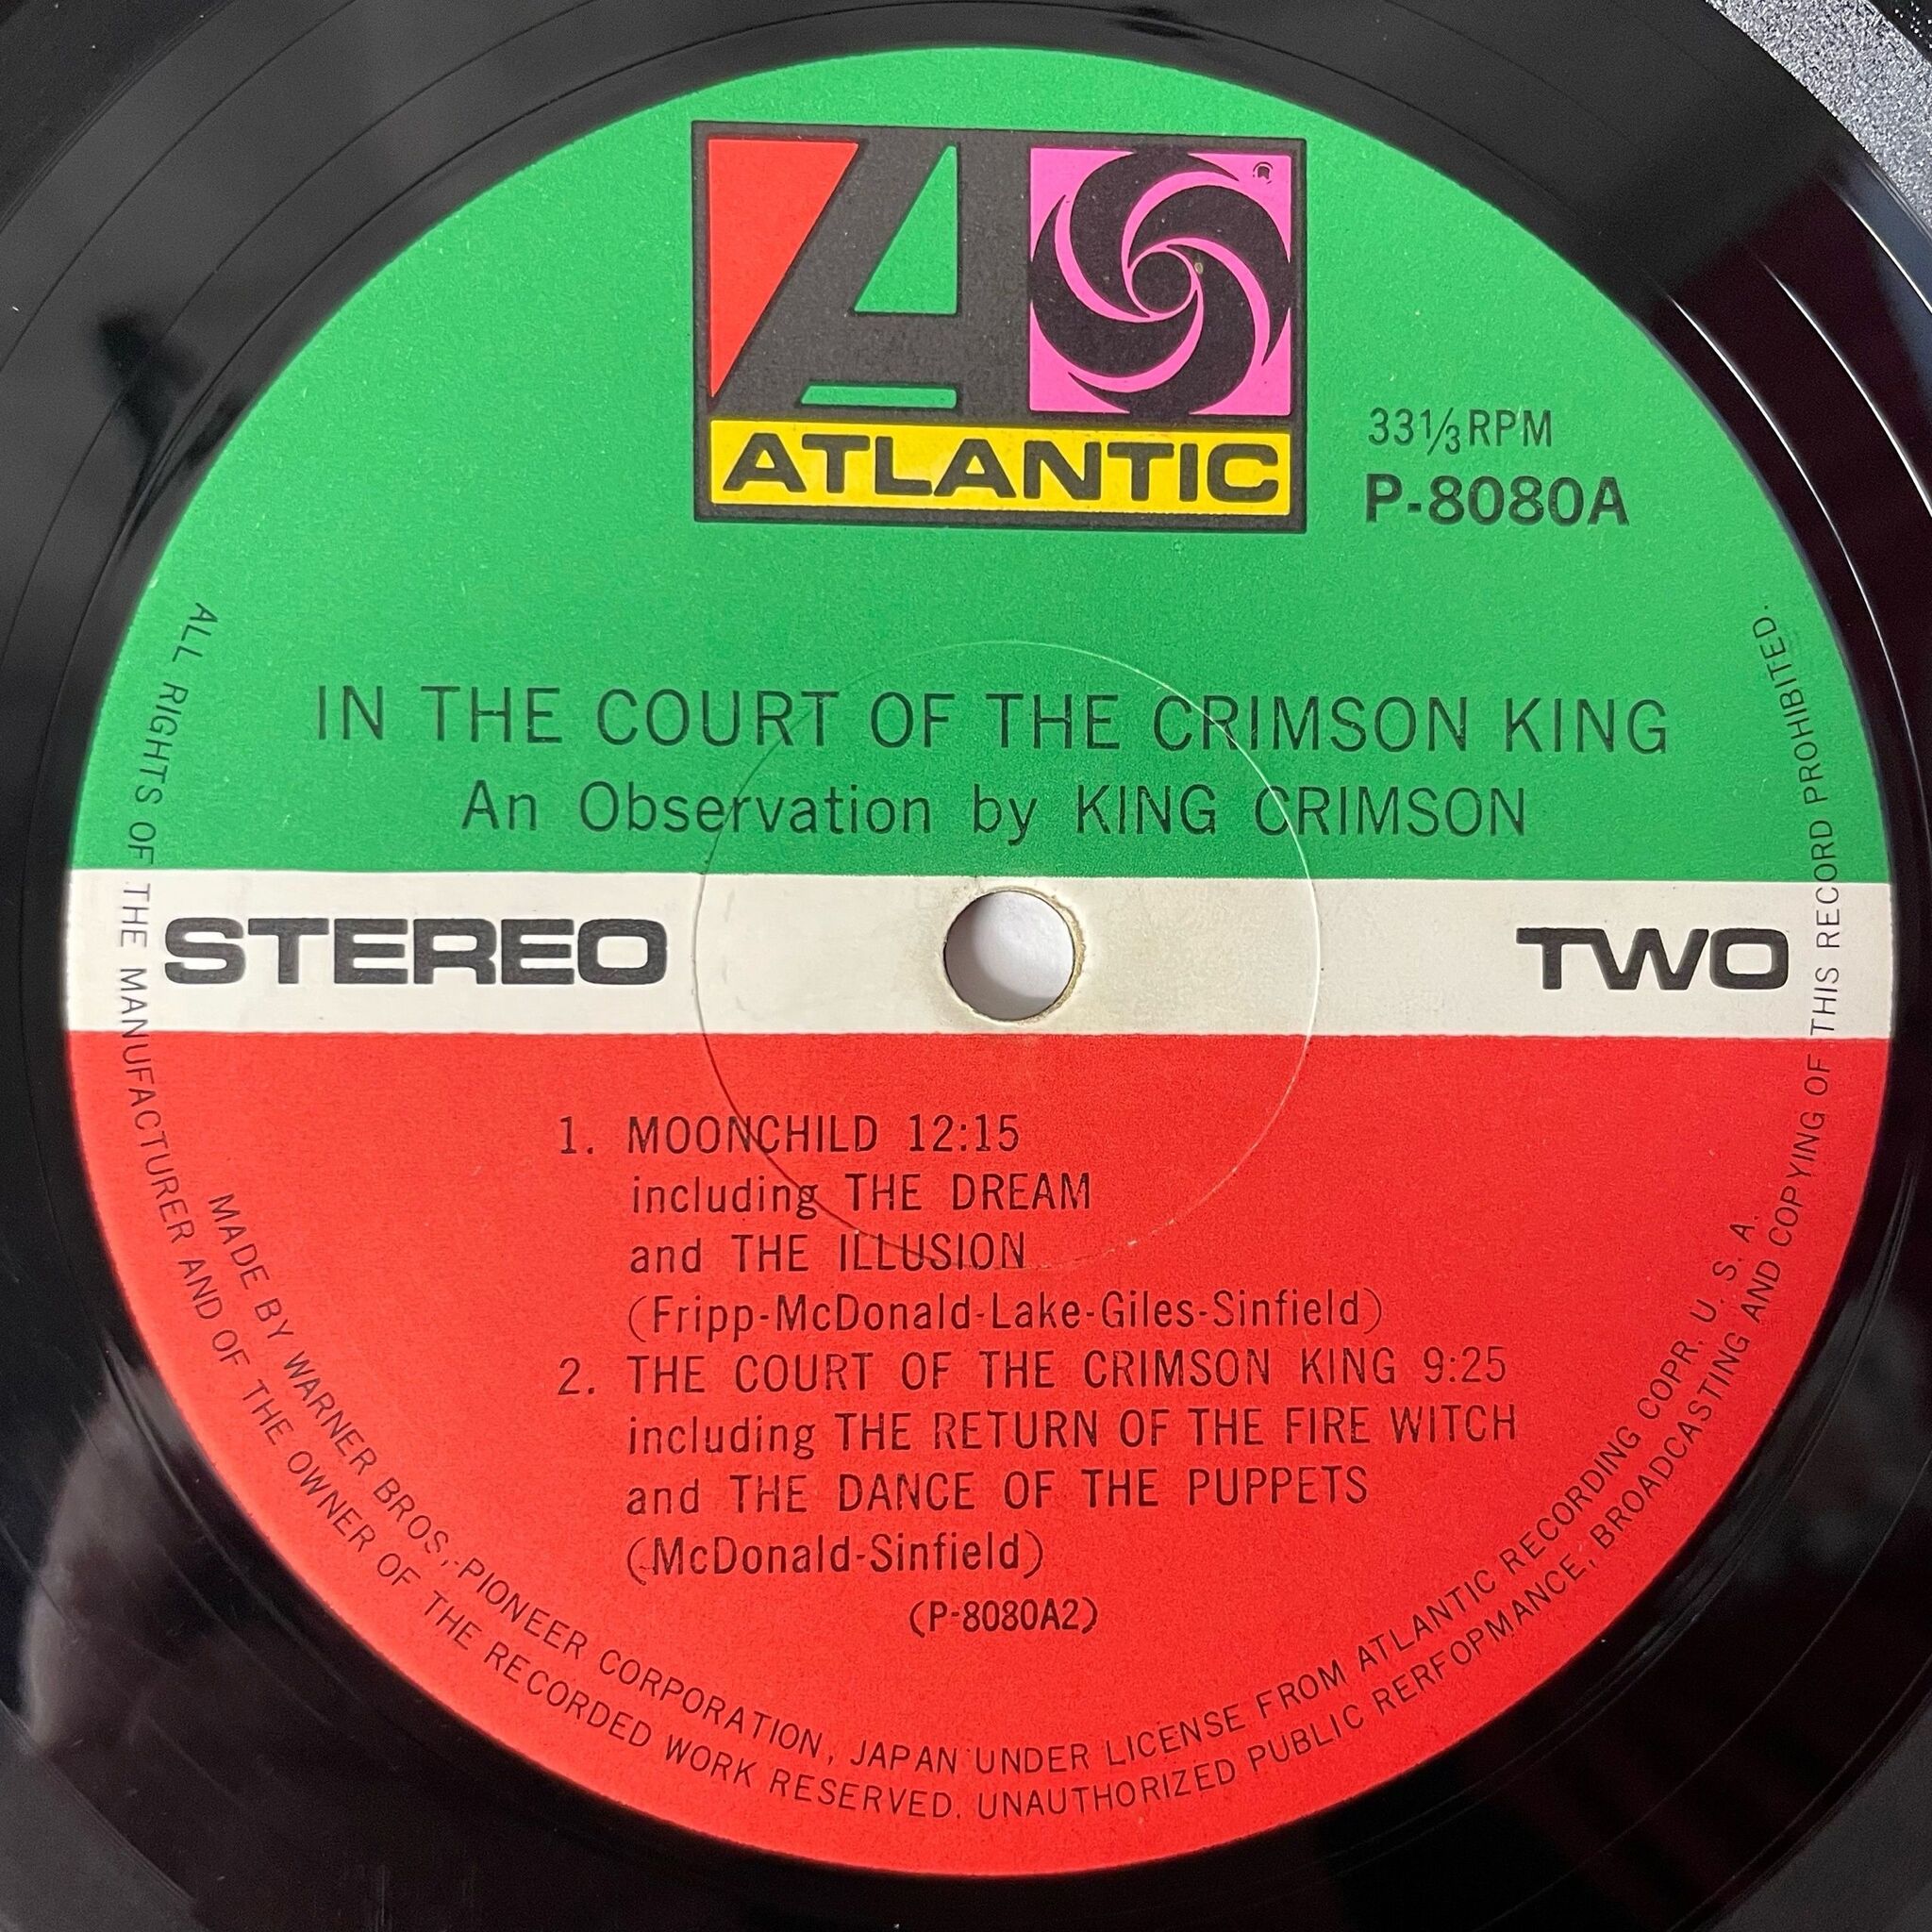 ATLANTIC
33⅓ RPM
P-8080A
IN THE COURT OF THE CRIMSON KING
An Observation by KING CRIMSON
STEREO
TWO
1. MOONCHILD 12:15
including THE DREAM
and THE ILLUSION
(Fripp-McDonald-Lake-Giles-Sinfield)
2. THE COURT OF THE CRIMSON KING 9:25
including THE RETURN OF THE FIRE WITCH
and THE DANCE OF THE PUPPETS
(McDonald-Sinfield)
(P-8080A2)
MADE BY WARNER BROS.-PIONEER CORPORATION, JAPAN UNDER LICENSE FROM ATLANTIC RECORDING COPR. U. S. A.
ALL RIGHTS OF THE MANUFACTURER AND OF THE OWNER OF THE RECORDED WORK RESERVED. UNAUTHORIZED PUBLIC RERFOPMANCE, BROADCASTING AND COPYING OF THIS RECORD PROHIBITED.